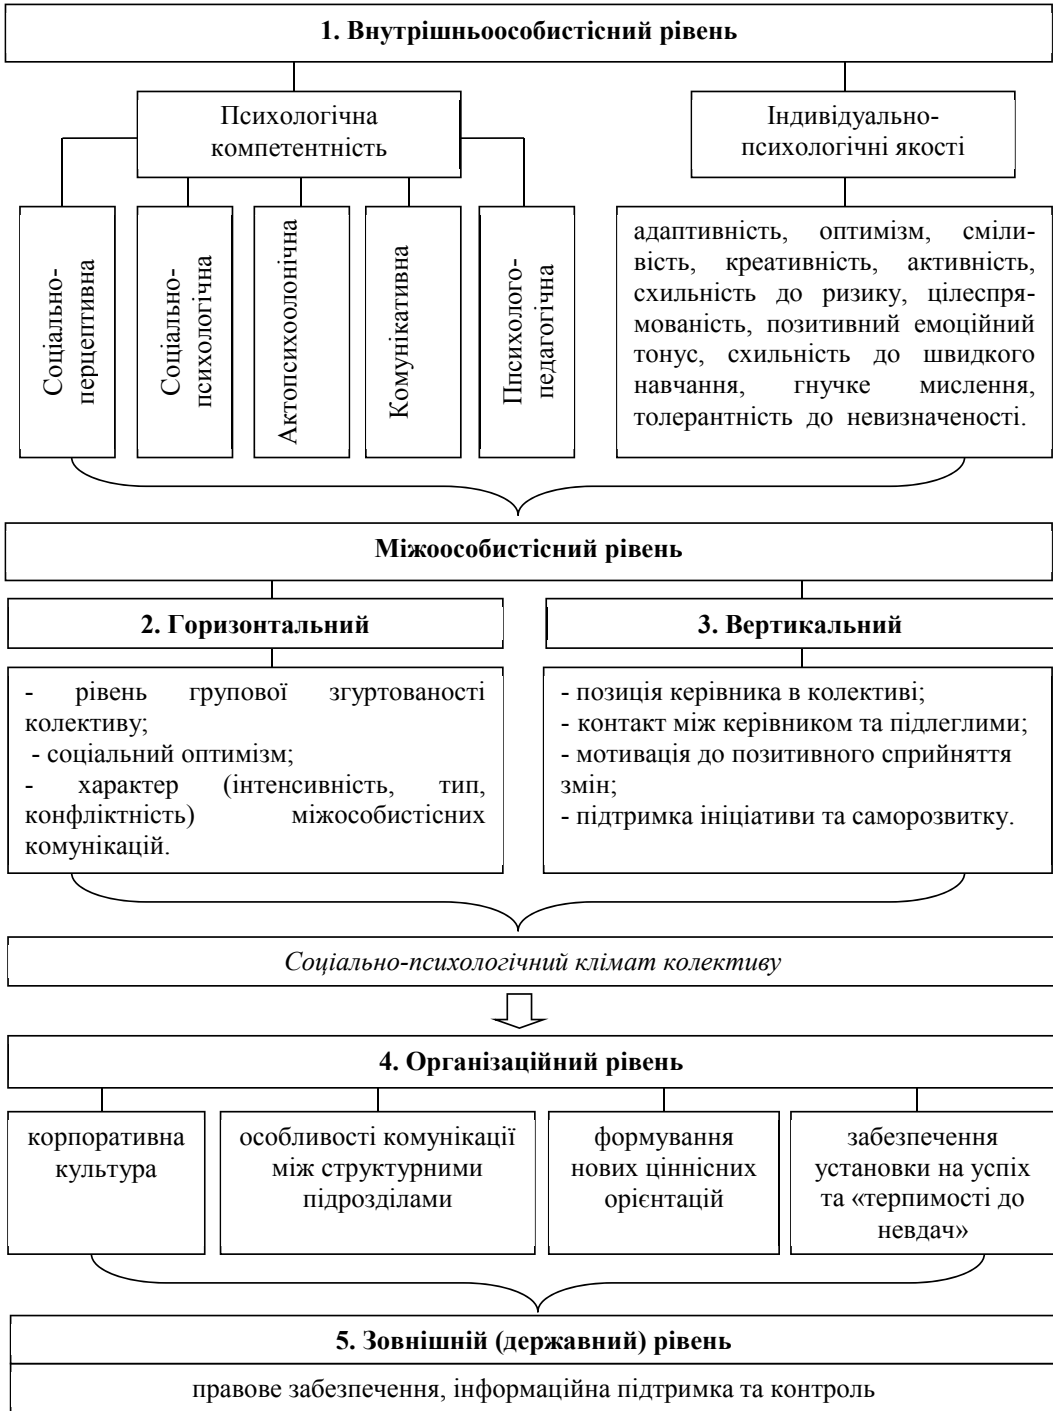 1. Внутрішньоособистісний рівень
Психологічна
компетентність
Індивідуально-
психологічні якості
Соціально-
перцептивна
Соціально-
психологічна
Актопсихоолонічна
Комунікативна
Ппсихолого-
педагогічна
адаптивність, оптимізм, сміли-
вість, креативність, активність,
схильність до ризику, цілеспря-
мованість, позитивний емоційний
тонус, схильність до швидкого
навчання, гнучке мислення,
толерантність до невизначеності.
Міжоособистісний рівень
2. Горизонтальний
3. Вертикальний
- рівень групової згуртованості
колективу;
- соціальний оптимізм;
- характер (інтенсивність, тип,
конфліктність) міжособистісних
комунікацій.
- позиція керівника в колективі;
- контакт між керівником та підлеглими;
- мотивація до позитивного сприйняття
змін;
- підтримка ініціативи та саморозвитку.
Соціально-психологічний клімат колективу
4. Організаційний рівень
корпоративна
культура
особливості комунікації
між структурними
підрозділами
формування
нових ціннісних
орієнтацій
забезпечення
установки на успіх
та «терпимості до
невдач»
5. Зовнішній (державний) рівень
правове забезпечення, інформаційна підтримка та контроль